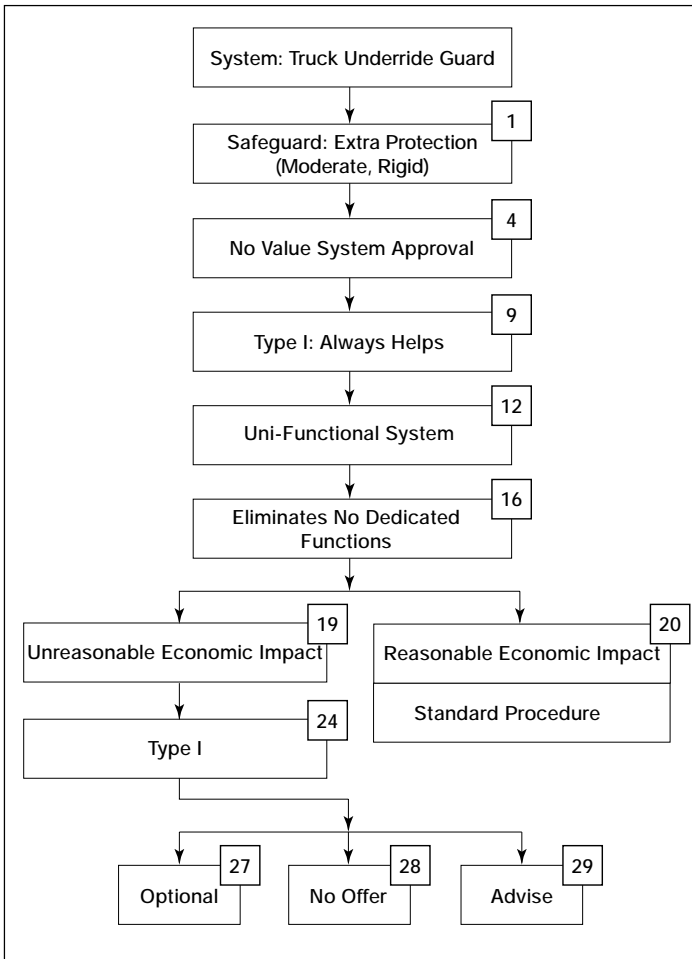 System: Truck Underride Guard
1
Safeguard: Extra Protection
(Moderate, Rigid)
4
No Value System Approval
9
Type I: Always Helps
12
Uni-Functional System
16
Eliminates No Dedicated
Functions
19
Unreasonable Economic Impact
20
Reasonable Economic Impact
Standard Procedure
24
Type I
27
Optional
28
No Offer
29
Advise